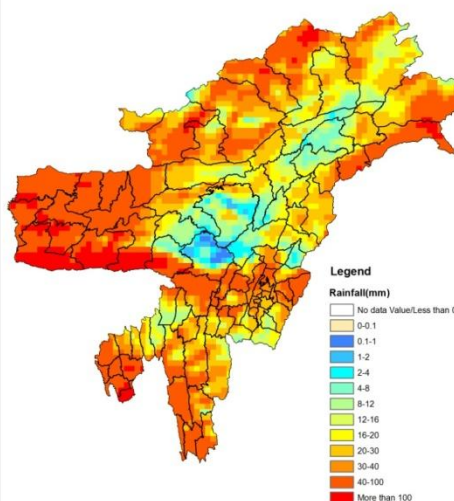 Legend
Rainfall(mm)
No data Value/Less than
0-0.1
0.1-1
1-2
2-4
4-8
8-12
12-16
16-20
20-30
30-40
40-100
More than 100